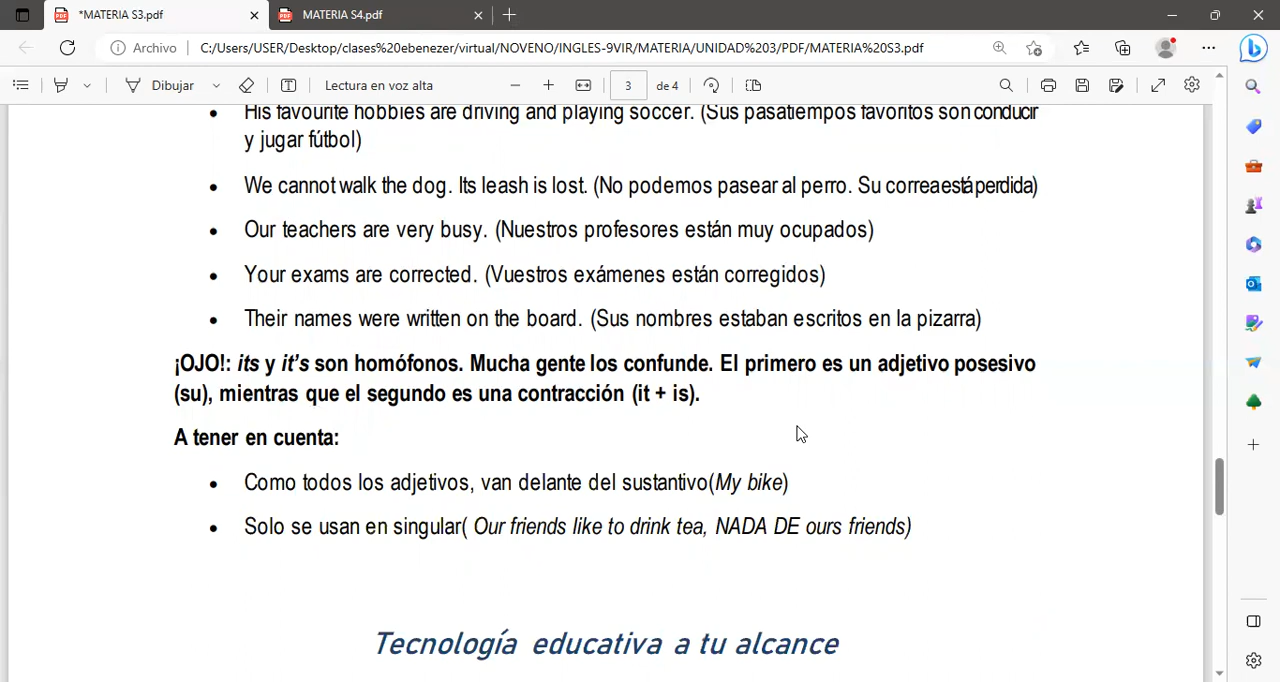 *MATERIA S3.pdf
MATERIA S4.pdf
Archivo
C:/Users/USER/Desktop/clases%20ebenezer/virtual/NOVENO/INGLES-9VIR/MATERIA/UNIDAD%203/PDF/MATERIA%20S3.pdf
Dibujar
Lectura en voz alta
3
de 4
• His favourite hobbies are driving and playing soccer. (Sus pasatiempos favoritos son conducir
y jugar fútbol)
• We cannot walk the dog. Its leash is lost. (No podemos pasear al perro. Su correa está perdida)
• Our teachers are very busy. (Nuestros profesores están muy ocupados)
• Your exams are corrected. (Vuestros exámenes están corregidos)
• Their names were written on the board. (Sus nombres estaban escritos en la pizarra)
¡OJO!: its y it’s son homófonos. Mucha gente los confunde. El primero es un adjetivo posesivo
(su), mientras que el segundo es una contracción (it + is).
A tener en cuenta:
• Como todos los adjetivos, van delante del sustantivo(My bike)
• Solo se usan en singular( Our friends like to drink tea, NADA DE ours friends)
Tecnología educativa a tu alcance